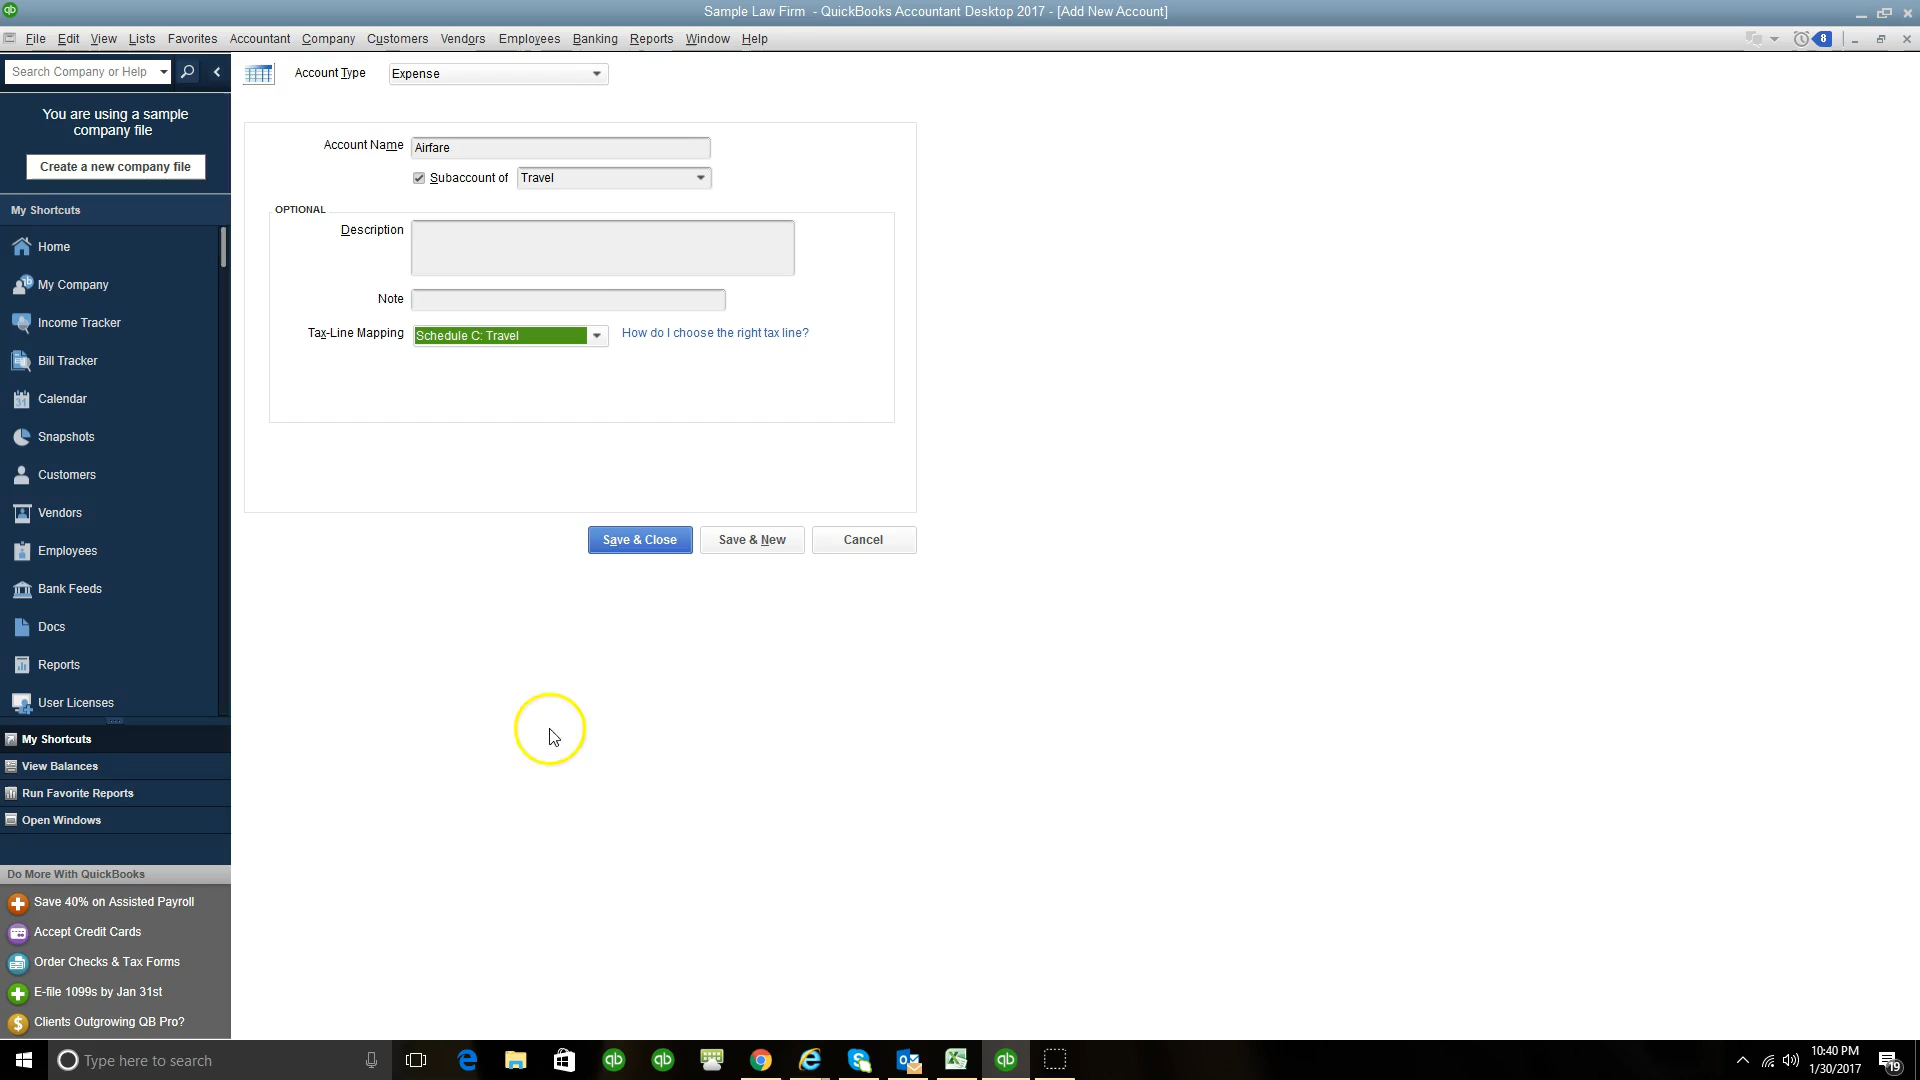 Sample Law Firm - QuickBooks Accountant Desktop 2017 - [Add New Account]
File Edit View Lists Favorites Accountant Company Customers Vendors Employees Banking Reports Window Help
8
Search Company or Help
Account Type Expense
You are using a sample
company file
Create a new company file
Account Name Airfare
Subaccount of Travel
OPTIONAL
Description
Note
Tax-Line Mapping Schedule C: Travel How do I choose the right tax line?
Save & Close Save & New Cancel
My Shortcuts
Home
My Company
Income Tracker
Bill Tracker
31 Calendar
Snapshots
Customers
Vendors
Employees
Bank Feeds
Docs
Reports
User Licenses
My Shortcuts
View Balances
Run Favorite Reports
Open Windows
Do More With QuickBooks
Save 40% on Assisted Payroll
Accept Credit Cards
Order Checks & Tax Forms
E-file 1099s by Jan 31st
$ Clients Outgrowing QB Pro?
Type here to search
10:40 PM
1/30/2017
19